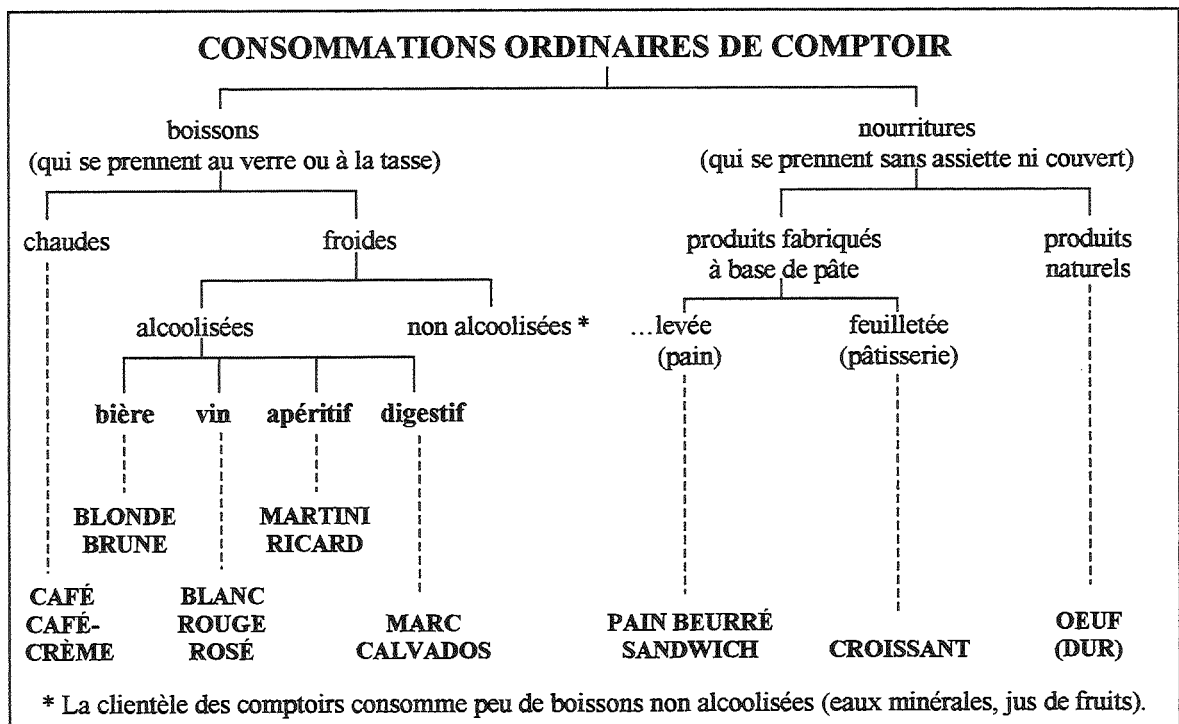 CONSOMMATIONS ORDINAIRES DE COMPTOIR
boissons
(qui se prennent au verre ou à la tasse)
nourritures
(qui se prennent sans assiette ni couvert)
chaudes
froides
produits fabriqués
à base de pâte
produits
naturels
alcoolisées
non alcoolisées *
...levée
(pain)
feuilletée
(pâtisserie)
bière
vin
apéritif
digestif
BLONDE
BRUNE
MARTINI
RICARD
CAFÉ
CAFÉ-
CRÈME
BLANC
ROUGE
ROSÉ
MARC
CALVADOS
PAIN BEURRÉ
SANDWICH
CROISSANT
OEUF
(DUR)
* La clientèle des comptoirs consomme peu de boissons non alcoolisées (eaux minérales, jus de fruits).